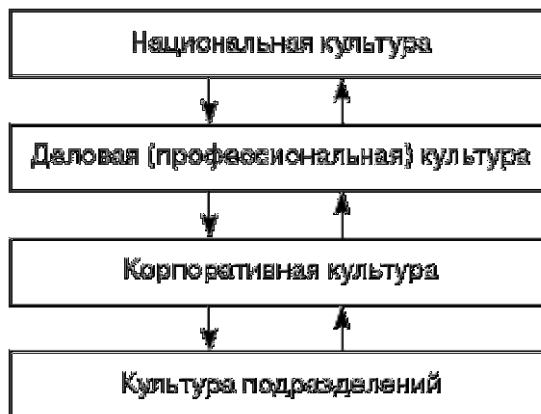 Национальная культура
Деловая (профессиональная) культура
Корпоративная культура
Культура подразделений